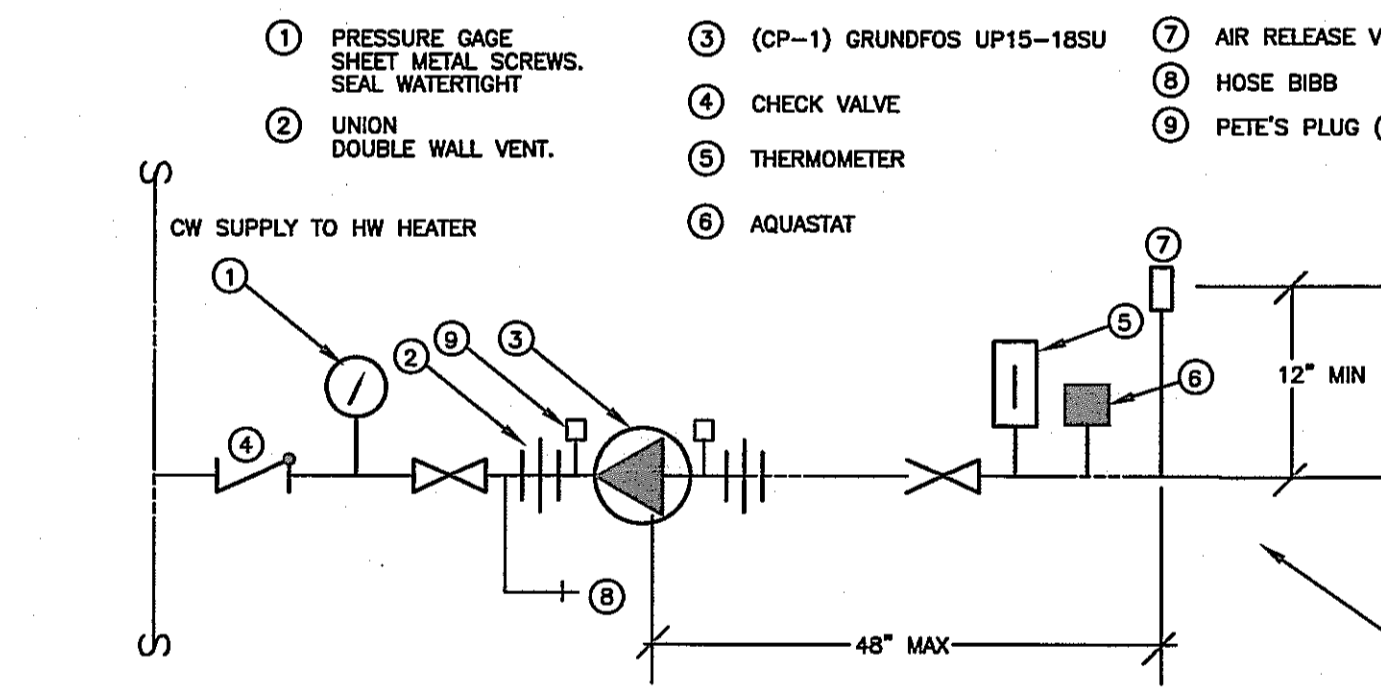 1 PRESSURE GAGE
SHEET METAL SCREWS.
SEAL WATERTIGHT
2 UNION
DOUBLE WALL VENT.
3 (CP-1) GRUNDFOS UP15-18SU
4 CHECK VALVE
5 THERMOMETER
6 AQUASTAT
7 AIR RELEASE V
8 HOSE BIBB
9 PETE'S PLUG (
S
CW SUPPLY TO HW HEATER
1
7
2
9
3
5
6
12" MIN
4
8
S
48" MAX